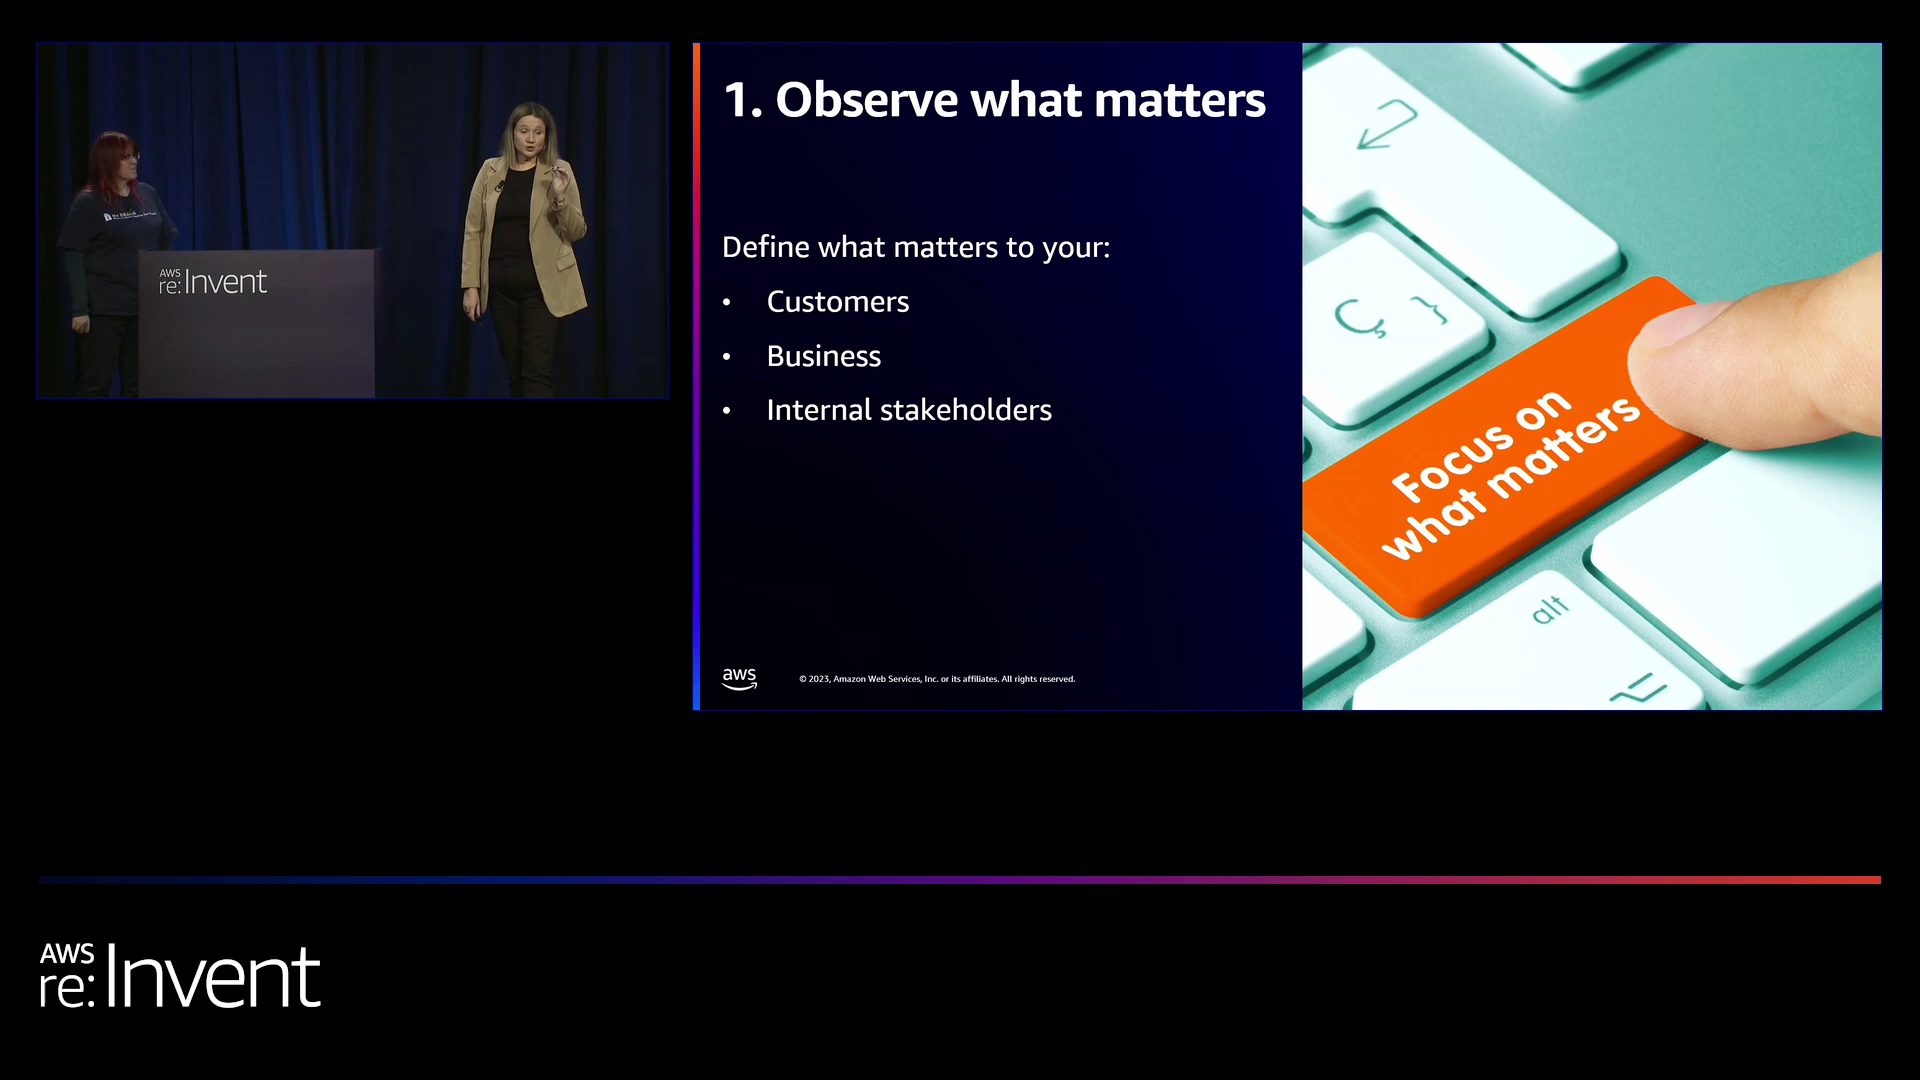 AWS
re:Invent
1. Observe what matters
Define what matters to your:
• Customers
• Business
• Internal stakeholders
Focus on
what matters
Ç }
alt
aws
© 2023, Amazon Web Services, Inc. or its affiliates. All rights reserved.
AWS
re:Invent